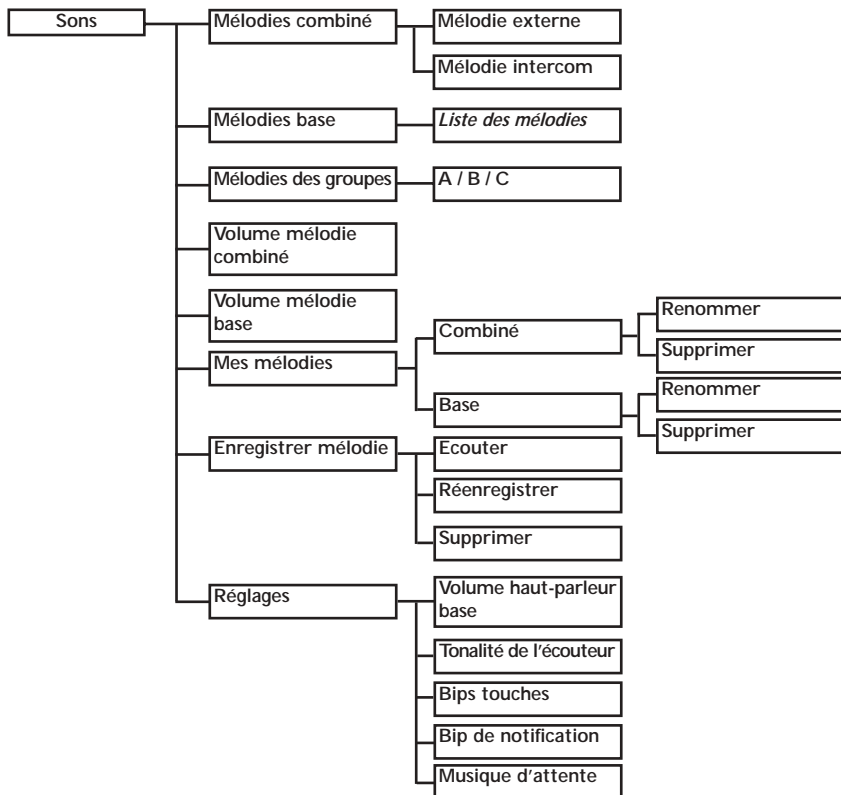 Sons
Mélodies combiné
Mélodie externe
Mélodie intercom
Mélodies base
Liste des mélodies
Mélodies des groupes
A / B / C
Volume mélodie
combiné
Volume mélodie
base
Mes mélodies
Combiné
Renommer
Supprimer
Base
Renommer
Supprimer
Enregistrer mélodie
Ecouter
Réenregistrer
Supprimer
Réglages
Volume haut-parleur
base
Tonalité de l'écouteur
Bips touches
Bip de notification
Musique d'attente